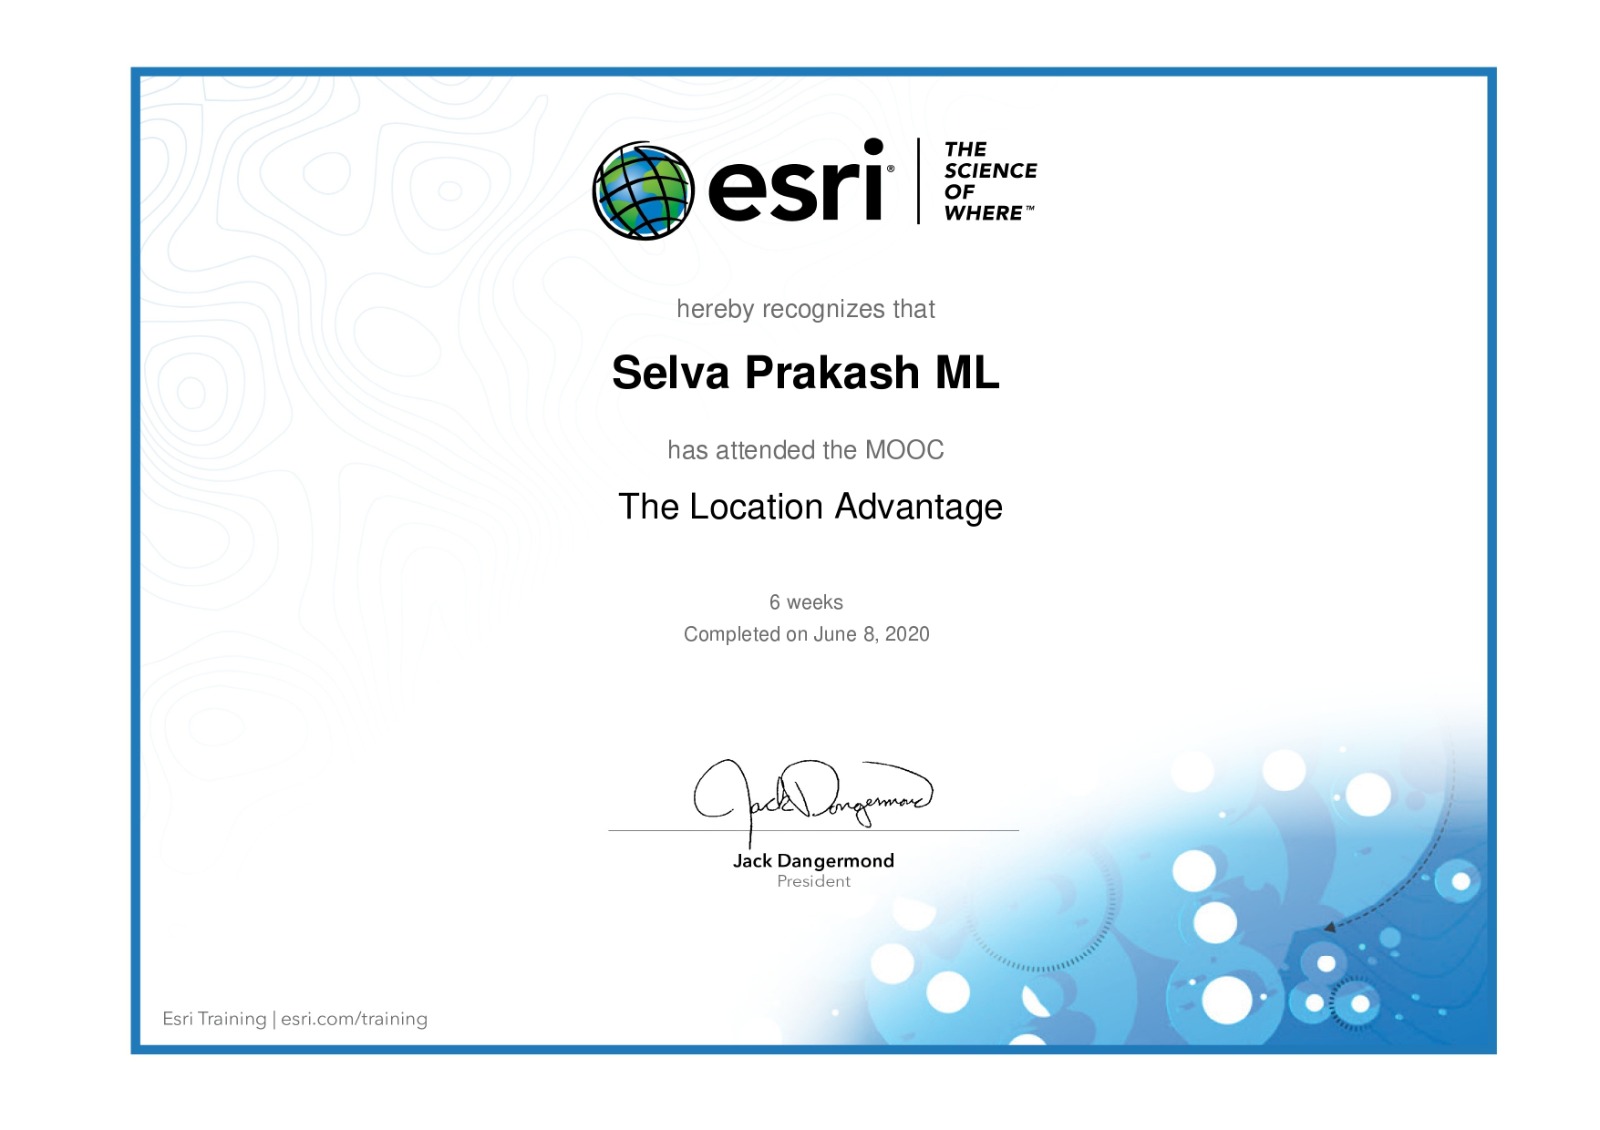 esri®
THE
SCIENCE
OF
WHERE™
hereby recognizes that
Selva Prakash ML
has attended the MOOC
The Location Advantage
6 weeks
Completed on June 8, 2020
Jack Dangermond
Jack Dangermond
President
Esri Training | esri.com/training